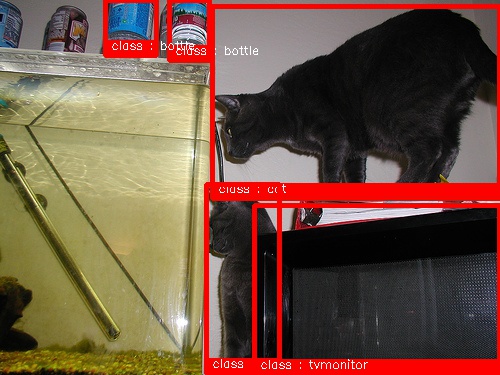 class : bottle
class : bottle
class : cat
class
class : tvmonitor